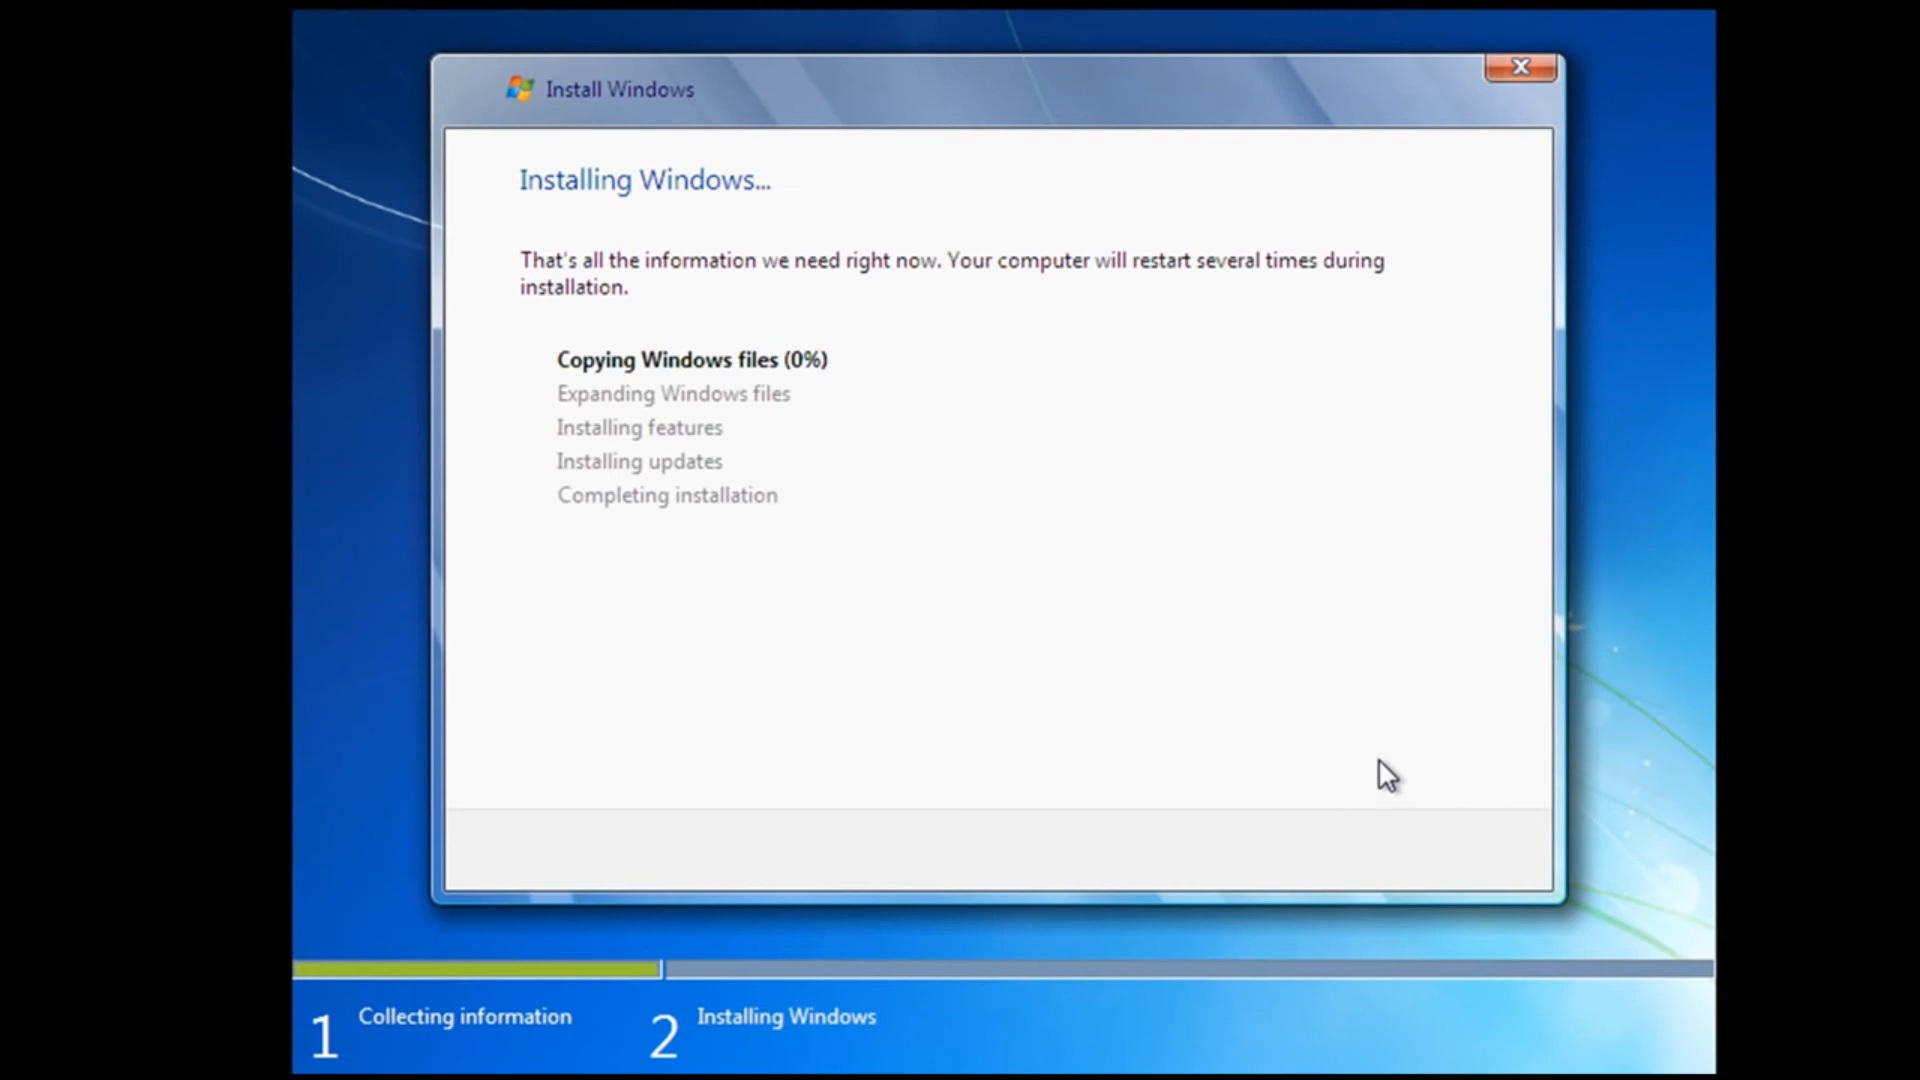 Install Windows
Installing Windows...
That's all the information we need right now. Your computer will restart several times during
installation.
Copying Windows files (0%)
Expanding Windows files
Installing features
Installing updates
Completing installation
1 Collecting information
2 Installing Windows